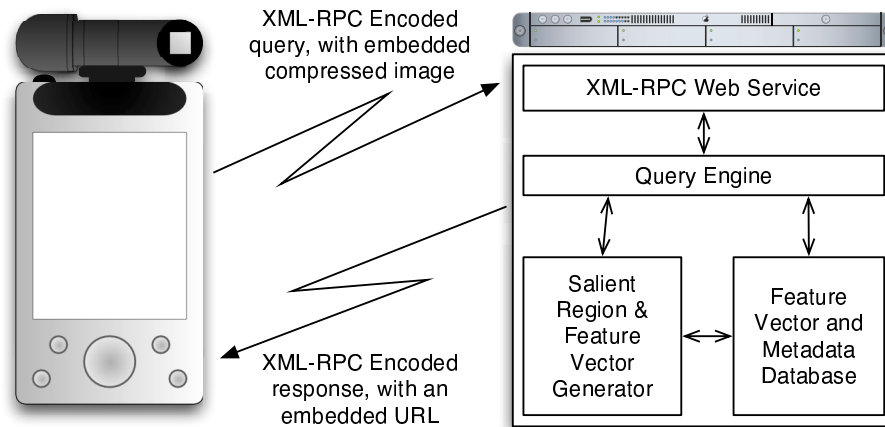 XML-RPC Encoded
query, with embedded
compressed image
XML-RPC Web Service
Query Engine
Salient
Region &
Feature
Vector
Generator
Feature
Vector and
Metadata
Database
XML-RPC Encoded
response, with an
embedded URL